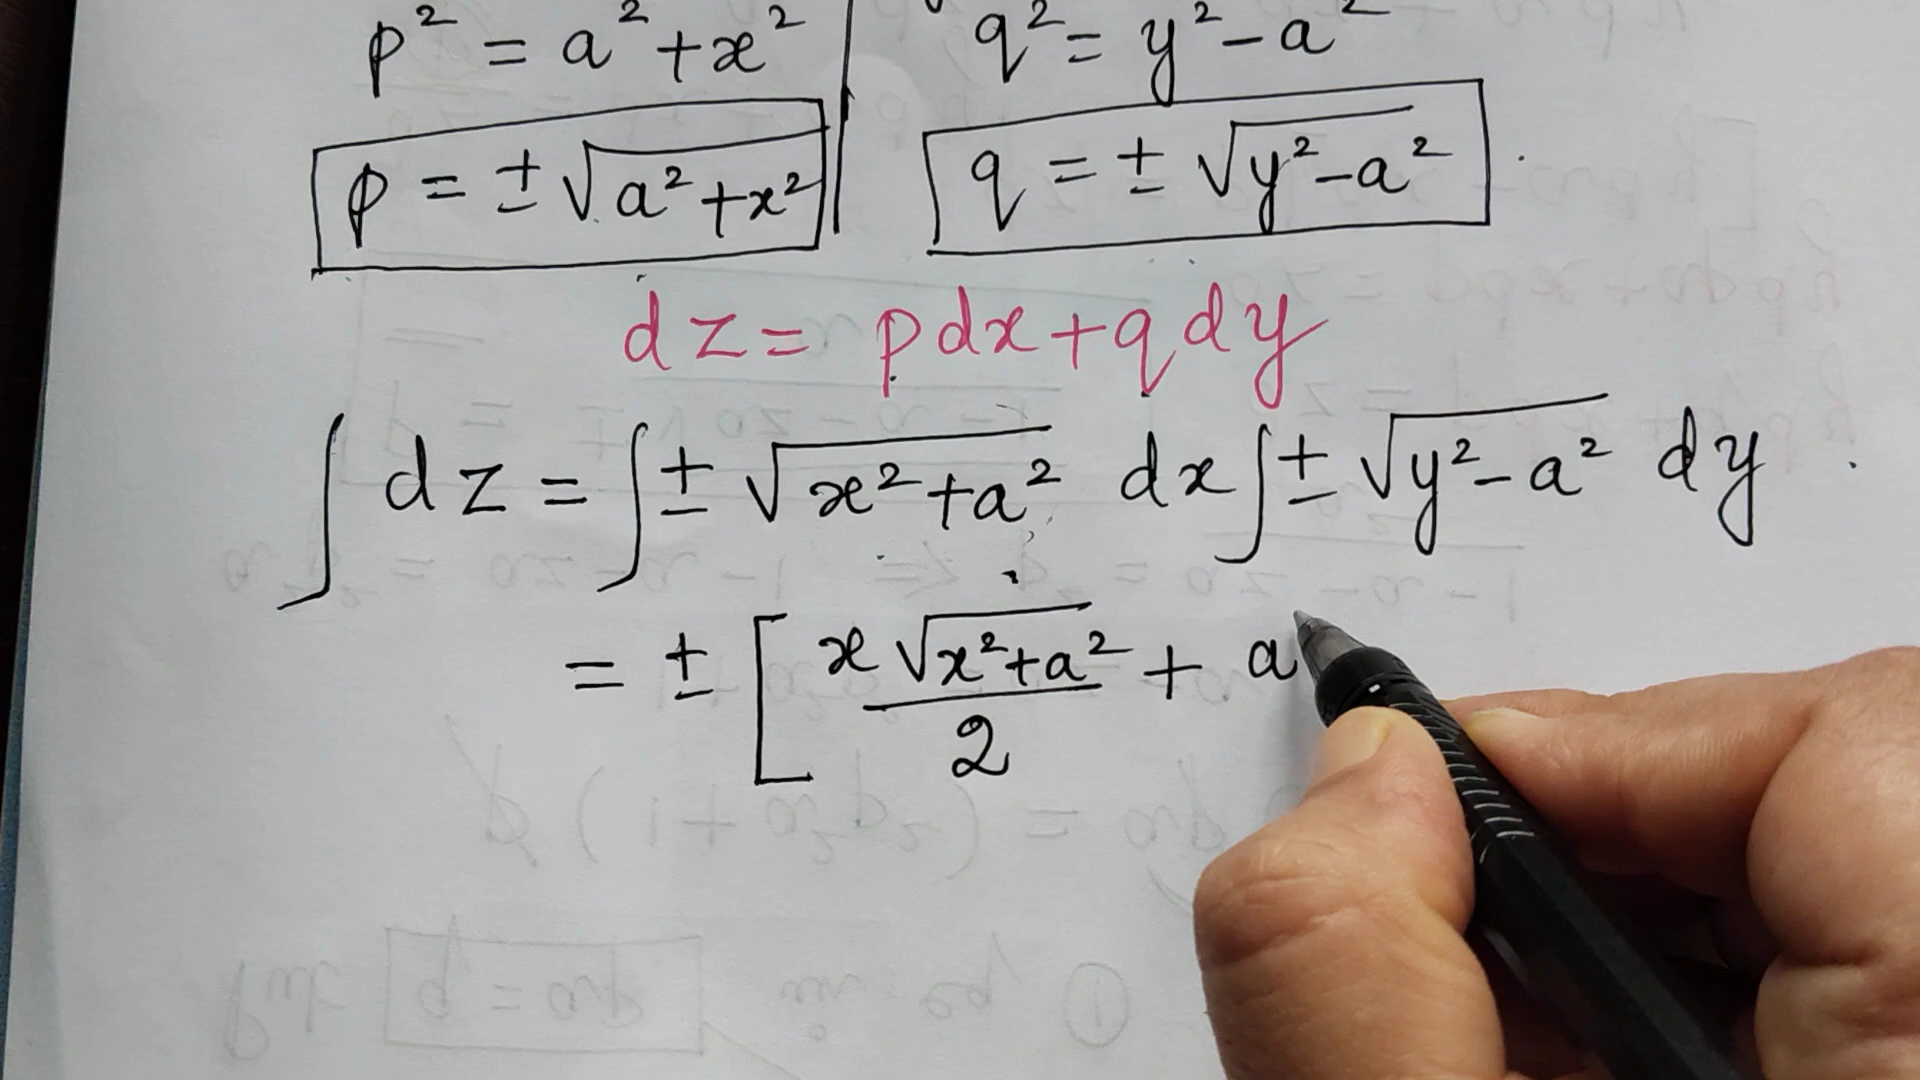 p² = a² + x² | q² = y² - a²
p = ± √a² + x² | q = ± √y² - a²
dz = pdx + qdy
∫ dz = ∫ ± √x² + a² dx ∫ ± √y² - a² dy
= ± [ x √x² + a² / 2 + a